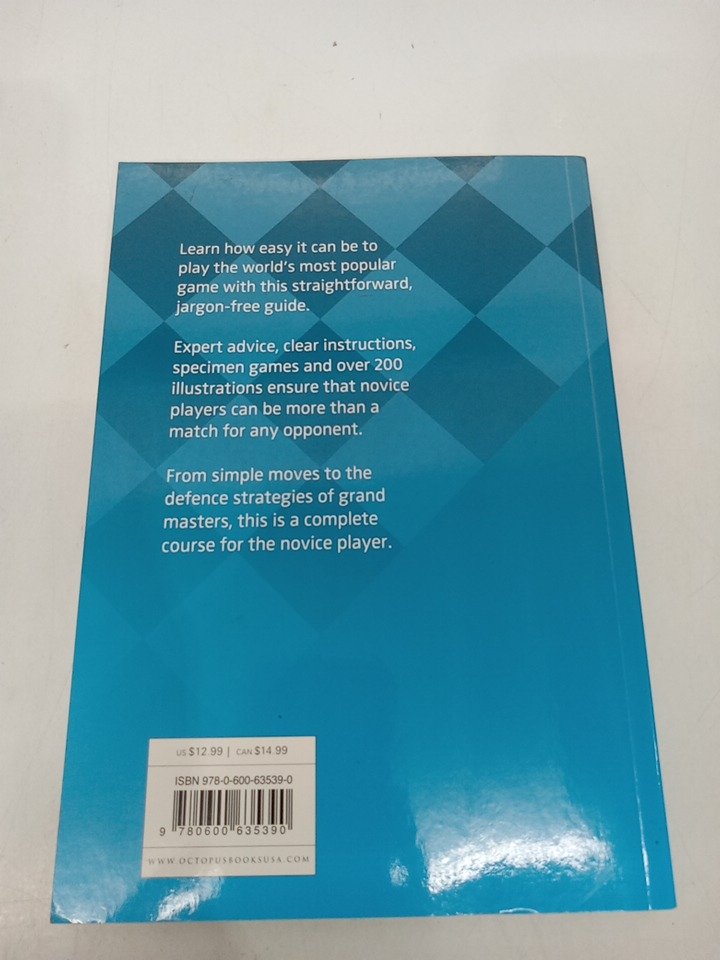 Learn how easy it can be to
play the world's most popular
game with this straightforward,
jargon-free guide.
Expert advice, clear instructions,
specimen games and over 200
illustrations ensure that novice
players can be more than a
match for any opponent.
From simple moves to the
defence strategies of grand
masters, this is a complete
course for the novice player.
US $12.99 | CAN $14.99
ISBN 978-0-600-63539-0
9 780600 635390
WWW.OCTOPUSBOOKSUSA.COM